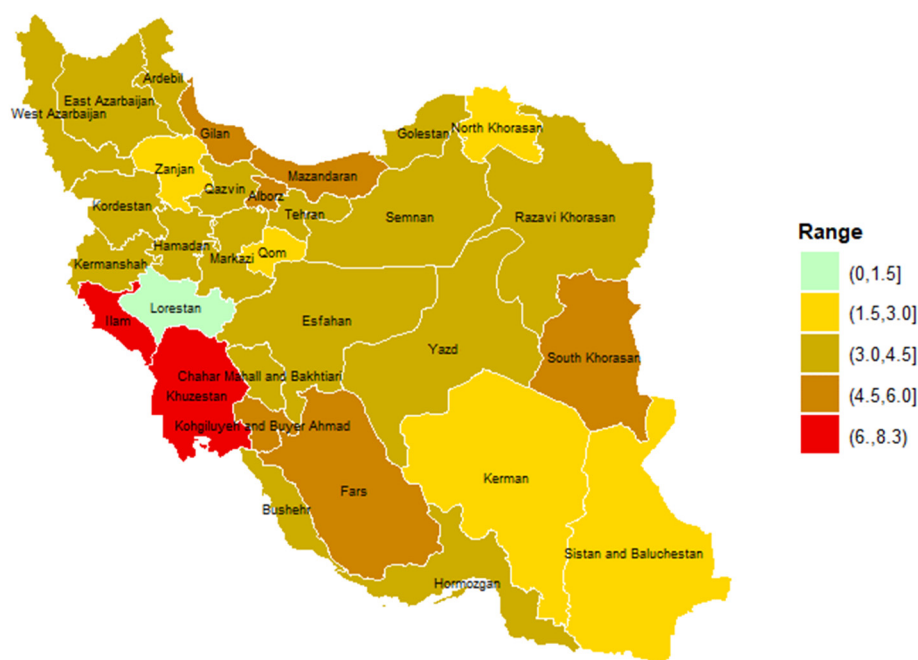 Ardebil
East Azarbaijan
West Azarbaijan
Gilan
Golestan
North Khorasan
Zanjan
Mazandaran
Qazvin
Alborz
Kordestan
Tehran
Semnan
Razavi Khorasan
Hamadan
Markazi
Qom
Kermanshah
Lorestan
Ilam
Esfahan
Yazd
South Khorasan
Chahar Mahall and Bakhtiari
Khuzestan
Kohgiluyeh and Buyer Ahmad
Kerman
Fars
Bushehr
Sistan and Baluchestan
Hormozgan
Range
(0,1.5]
(1.5,3.0]
(3.0,4.5]
(4.5,6.0]
(6.,8.3)